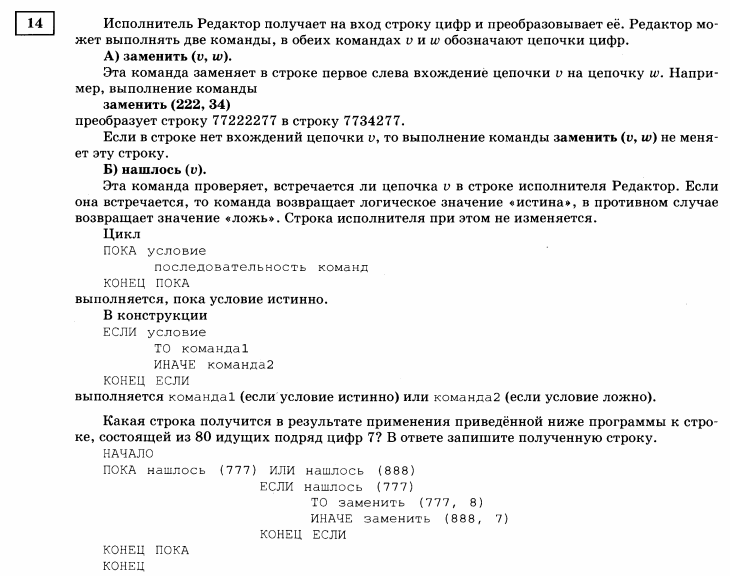 14
Исполнитель Редактор получает на вход строку цифр и преобразовывает её. Редактор мо-
жет выполнять две команды, в обеих командах v и w обозначают цепочки цифр.
А) заменить (v, w).
Эта команда заменяет в строке первое слева вхождение цепочки v на цепочку w. Напри-
мер, выполнение команды
заменить (222, 34)
преобразует строку 77222277 в строку 7734277.
Если в строке нет вхождений цепочки v, то выполнение команды заменить (v, w) не меня-
ет эту строку.
Б) нашлось (v).
Эта команда проверяет, встречается ли цепочка v в строке исполнителя Редактор. Если
она встречается, то команда возвращает логическое значение «истина», в противном случае
возвращает значение «ложь». Строка исполнителя при этом не изменяется.
Цикл
ПОКА условие
последовательность команд
КОНЕЦ ПОКА
выполняется, пока условие истинно.
В конструкции
ЕСЛИ условие
ТО команда1
ИНАЧЕ команда2
КОНЕЦ ЕСЛИ
выполняется команда1 (если условие истинно) или команда2 (если условие ложно).
Какая строка получится в результате применения приведённой ниже программы к стро-
ке, состоящей из 80 идущих подряд цифр 7? В ответе запишите полученную строку.
НАЧАЛО
ПОКА нашлось (777) ИЛИ нашлось (888)
ЕСЛИ нашлось (777)
ТО заменить (777, 8)
ИНАЧЕ заменить (888, 7)
КОНЕЦ ЕСЛИ
КОНЕЦ ПОКА
КОНЕЦ